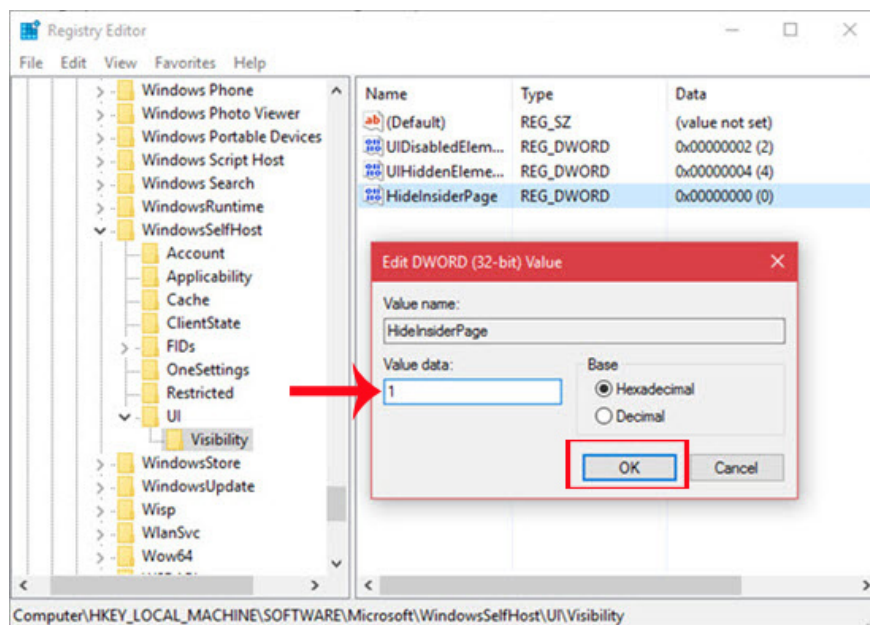 Registry Editor
File Edit View Favorites Help
Windows Phone
Windows Photo Viewer
Windows Portable Devices
Windows Script Host
Windows Search
WindowsRuntime
WindowsSelfHost
Account
Applicability
Cache
ClientState
FIDs
OneSettings
Restricted
UI
Visibility
WindowsStore
WindowsUpdate
Wisp
WlanSvc
Wow64
Name Type Data
(Default) REG_SZ (value not set)
UIDisabledElem... REG_DWORD 0x00000002 (2)
UIHiddenEleme... REG_DWORD 0x00000004 (4)
HideInsiderPage REG_DWORD 0x00000000 (0)
Edit DWORD (32-bit) Value
Value name:
HideInsiderPage
Value data:
1
Base
Hexadecimal
Decimal
OK Cancel
Computer\HKEY_LOCAL_MACHINE\SOFTWARE\Microsoft\WindowsSelfHost\UI\Visibility